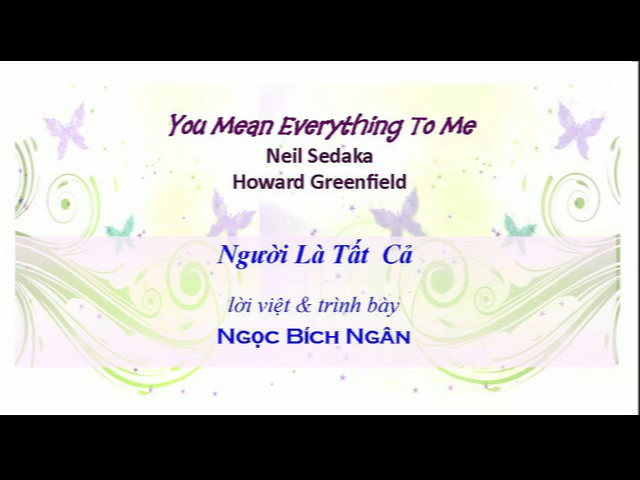 You Mean Everything To Me
Neil Sedaka
Howard Greenfield
Người Là Tất Cả
lời việt & trình bày
NGỌC BÍCH NGÂN